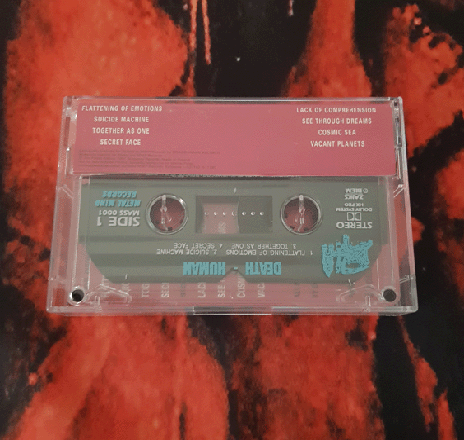 FLATTENING OF EMOTIONS
SUICIDE MACHINE
TOGETHER AS ONE
SECRET FACE
LACK OF COMPREHENSION
SEE THROUGH DREAMS
COSMIC SEA
VACANT PLANETS
DEATH HUMAN
1. FLATTENING OF EMOTIONS 2. SUICIDE MACHINE
3. TOGETHER AS ONE 4. SECRET FACE
SIDE 1
MASS 0001
METAL MIND
RECORDS
STEREO
DOLBY SYSTEM